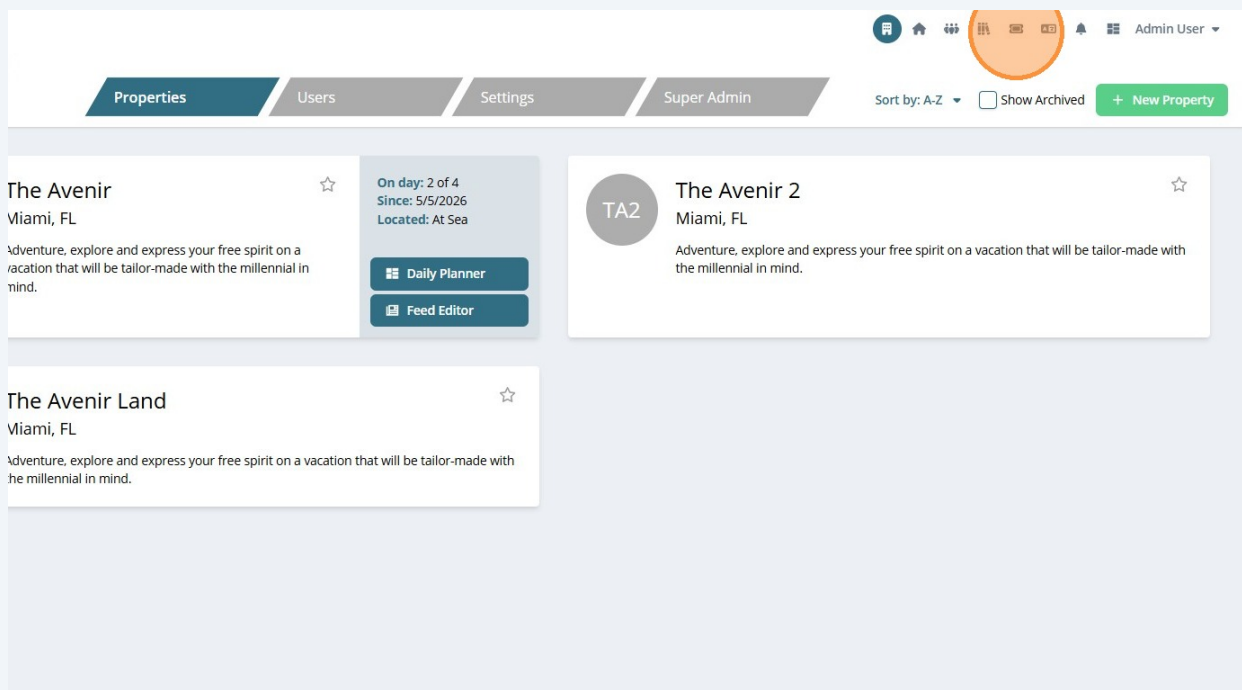 Admin User
Properties
Users
Settings
Super Admin
Sort by: A-Z
Show Archived
+ New Property
The Avenir
Miami, FL
Adventure, explore and express your free spirit on a
vacation that will be tailor-made with the millennial in
mind.
On day: 2 of 4
Since: 5/5/2026
Located: At Sea
Daily Planner
Feed Editor
TA2
The Avenir 2
Miami, FL
Adventure, explore and express your free spirit on a vacation that will be tailor-made with
the millennial in mind.
The Avenir Land
Miami, FL
Adventure, explore and express your free spirit on a vacation that will be tailor-made with
the millennial in mind.